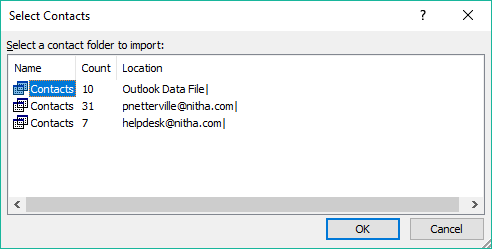 Select Contacts
?
Select a contact folder to import:
Name Count Location
Contacts 10 Outlook Data File|
Contacts 31 pnetterville@nitha.com|
Contacts 7 helpdesk@nitha.com|
OK Cancel